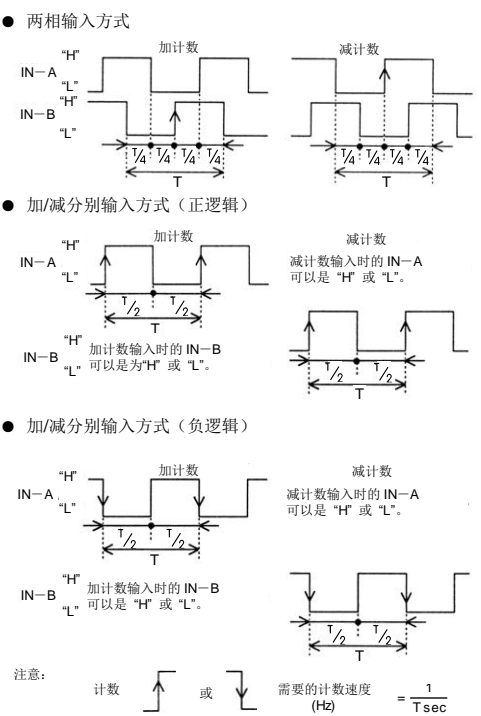 ● 两相输入方式
加计数 减计数
“H”
IN－A
“L”
“H”
IN－B
“L”
T/4 T/4 T/4 T/4 T/4 T/4 T/4 T/4
T T
● 加/减分别输入方式（正逻辑）
加计数 减计数
“H”
IN－A
“L”
减计数输入时的 IN－A
可以是 “H” 或 “L”。
T/2 T/2
T
“H”
IN－B
“L”
加计数输入时的 IN－B
可以是为“H” 或 “L”。
T/2 T/2
T
● 加/减分别输入方式（负逻辑）
加计数 减计数
“H”
IN－A
“L”
减计数输入时的 IN－A
可以是 “H” 或 “L”。
T/2 T/2
T
“H”
IN－B
“L”
加计数输入时的 IN－B
可以是 “H” 或 “L”。
T/2 T/2
T
注意：
计数 或 需要的计数速度 (Hz) = 1 / T sec